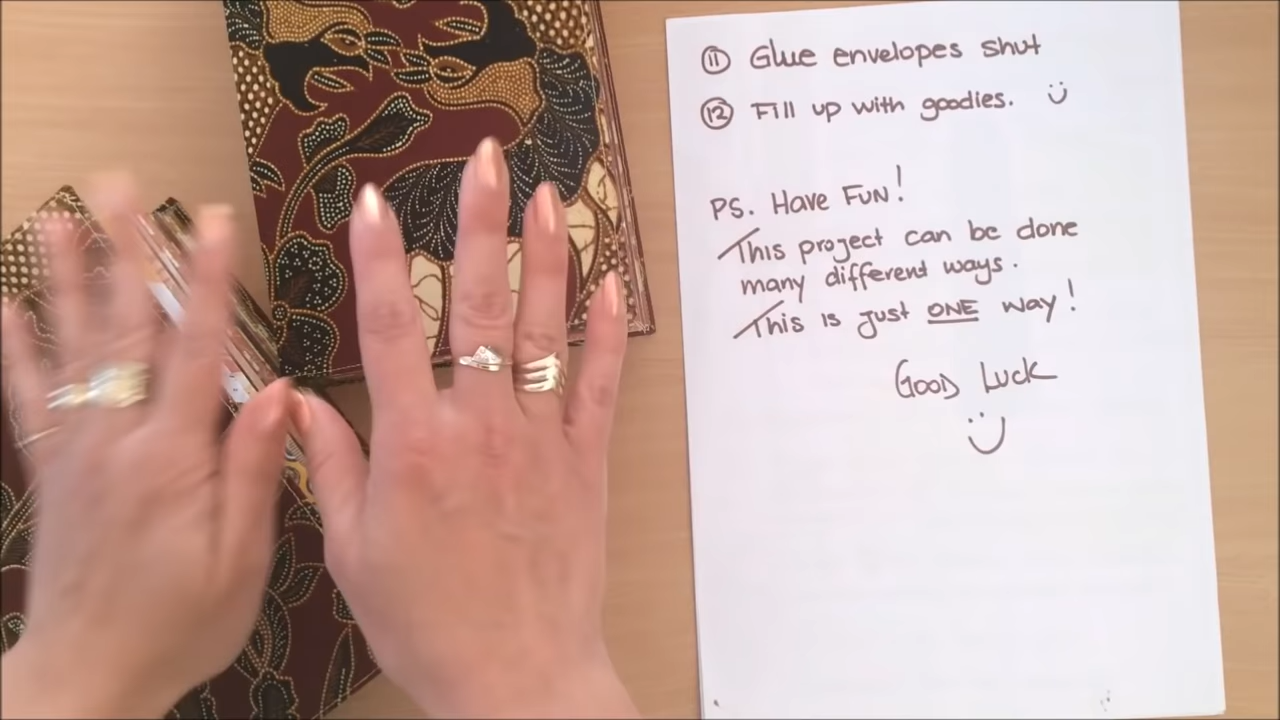 ⑪ Glue envelopes shut
⑫ Fill up with goodies. ☺
PS. Have Fun!
This project can be done
many different ways.
This is just ONE way!
Good Luck